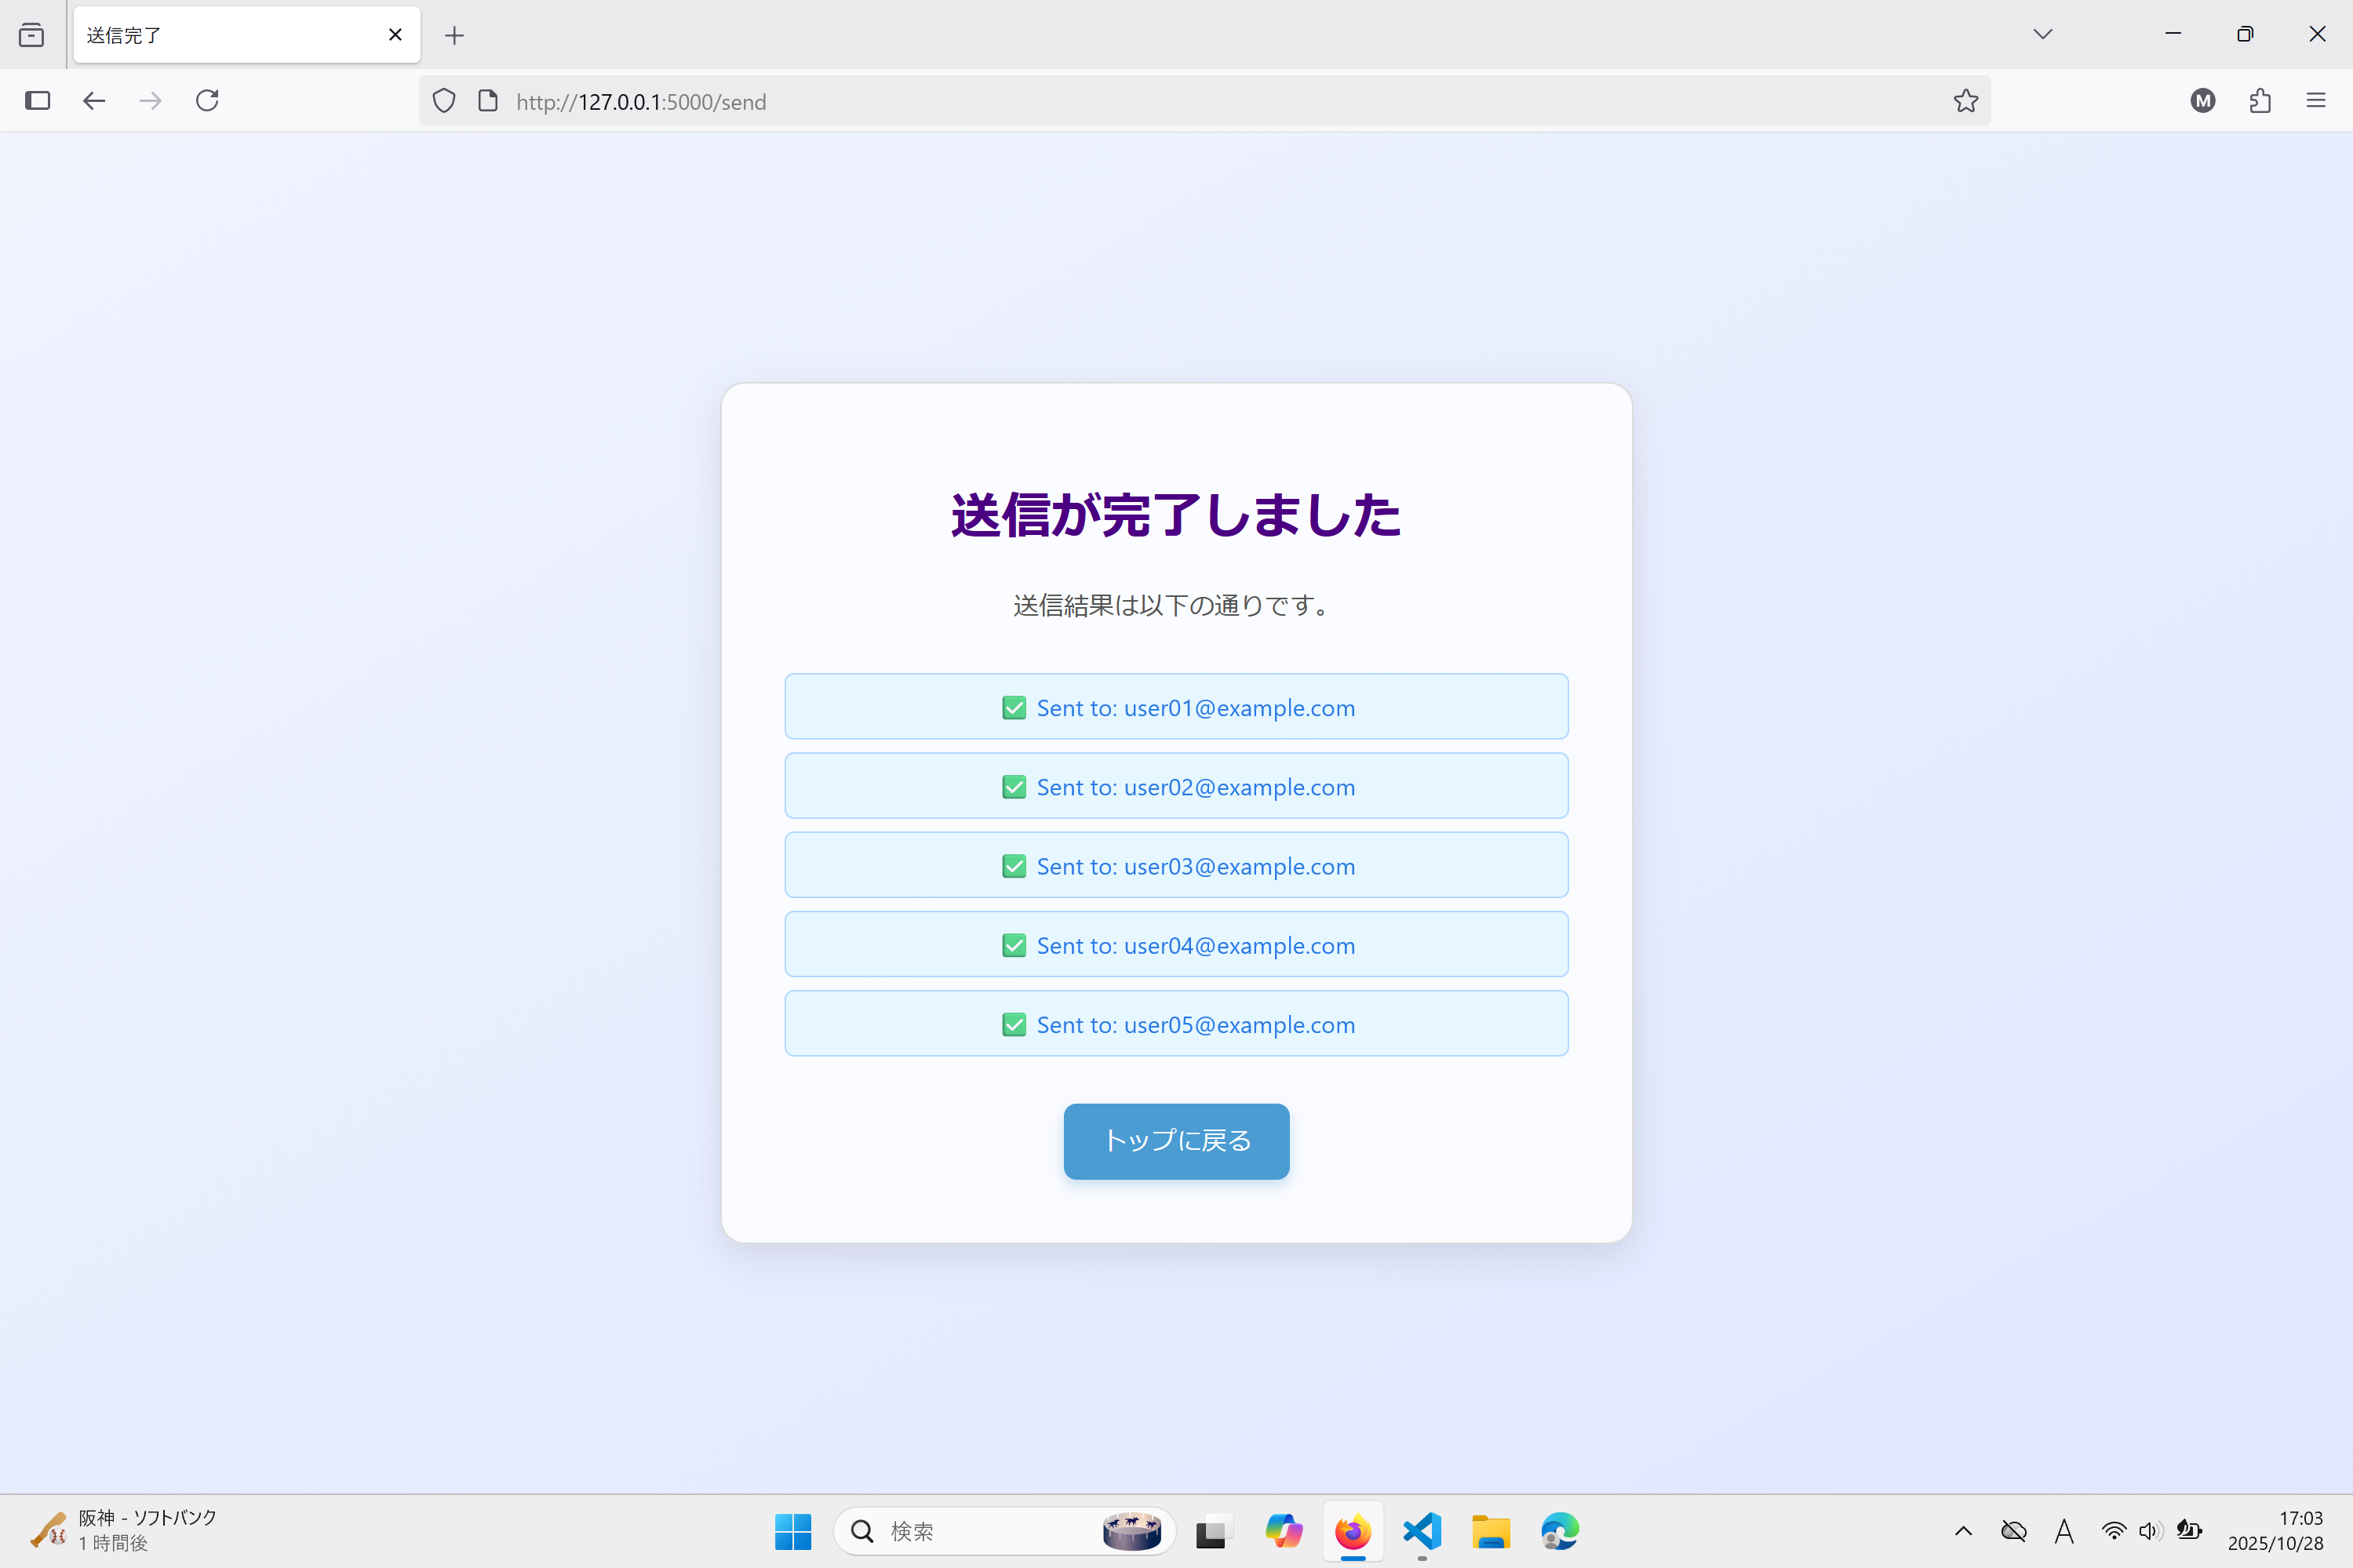 送信完了
http://127.0.0.1:5000/send
M
送信が完了しました
送信結果は以下の通りです。
✅ Sent to: user01@example.com
✅ Sent to: user02@example.com
✅ Sent to: user03@example.com
✅ Sent to: user04@example.com
✅ Sent to: user05@example.com
トップに戻る
阪神 - ソフトバンク
1 時間後
検索
A
17:03
2025/10/28